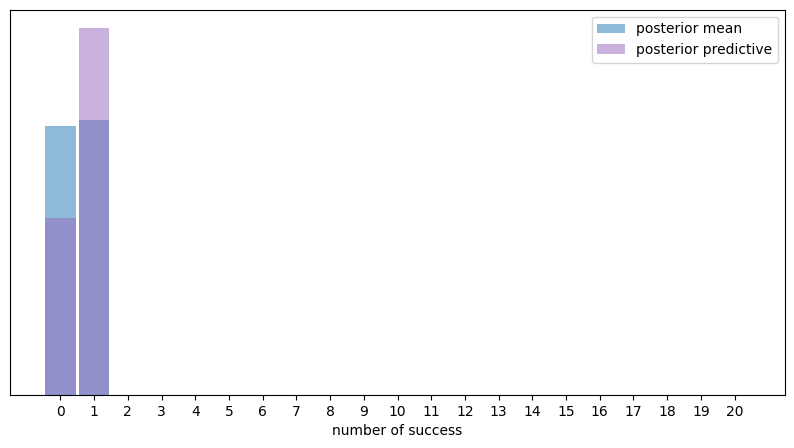 posterior mean
posterior predictive
0 1 2 3 4 5 6 7 8 9 10 11 12 13 14 15 16 17 18 19 20
number of success